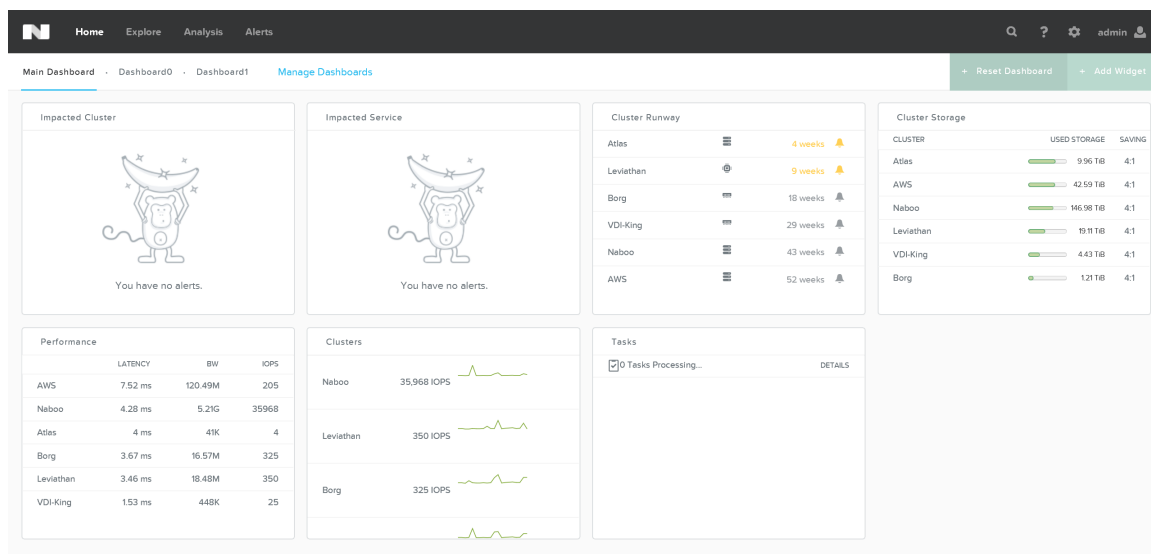 N Home Explore Analysis Alerts ? admin
Main Dashboard · Dashboard0 · Dashboard1 Manage Dashboards + Reset Dashboard + Add Widget
Impacted Cluster
You have no alerts.
Impacted Service
You have no alerts.
Cluster Runway
Atlas 4 weeks
Leviathan 9 weeks
Borg 18 weeks
VDI-King 29 weeks
Naboo 43 weeks
AWS 52 weeks
Cluster Storage
CLUSTER USED STORAGE SAVING
Atlas 9.96 TiB 4:1
AWS 42.59 TiB 4:1
Naboo 146.98 TiB 4:1
Leviathan 19.11 TiB 4:1
VDI-King 4.43 TiB 4:1
Borg 1.21 TiB 4:1
Performance
LATENCY BW IOPS
AWS 7.52 ms 120.49M 205
Naboo 4.28 ms 5.21G 35968
Atlas 4 ms 41K 4
Borg 3.67 ms 16.57M 325
Leviathan 3.46 ms 18.48M 350
VDI-King 1.53 ms 448K 25
Clusters
Naboo 35,968 IOPS
Leviathan 350 IOPS
Borg 325 IOPS
Tasks
0 Tasks Processing... DETAILS